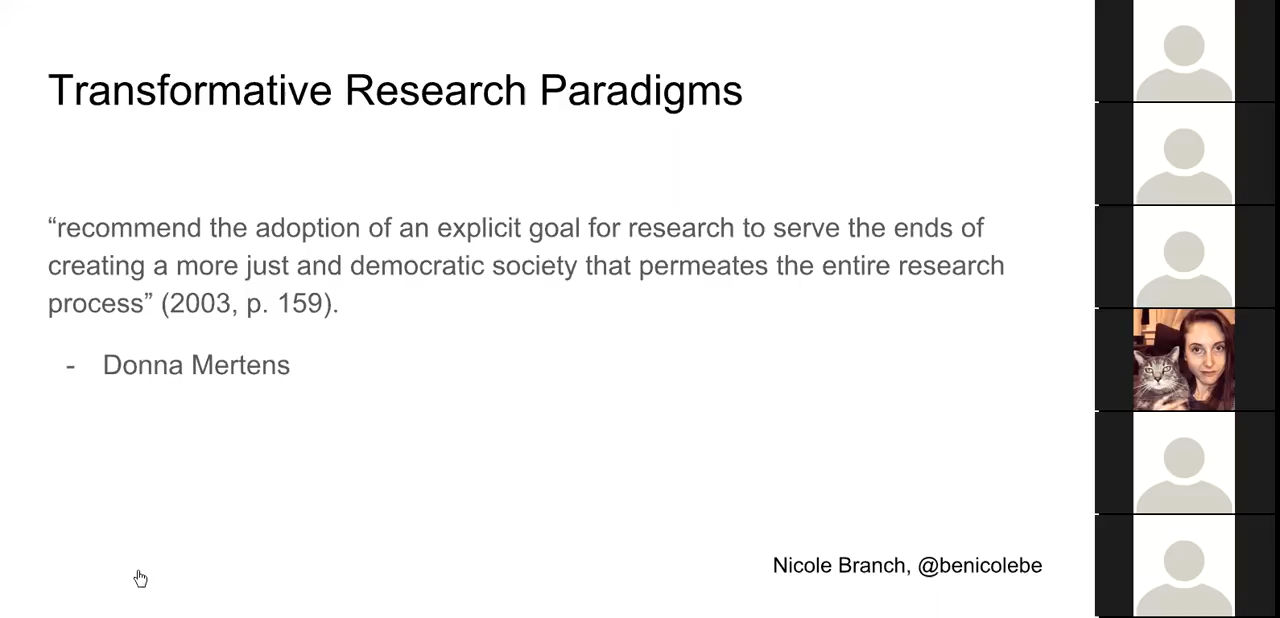 Transformative Research Paradigms
“recommend the adoption of an explicit goal for research to serve the ends of
creating a more just and democratic society that permeates the entire research
process” (2003, p. 159).
- Donna Mertens
Nicole Branch, @benicolebe